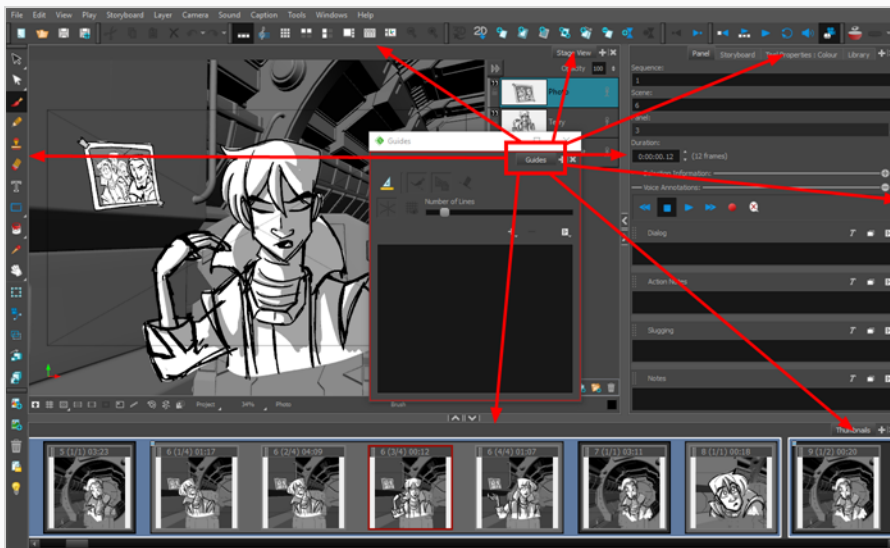 File Edit View Play Storyboard Layer Camera Sound Caption Tools Windows Help
Stage View
Opacity 100
Photo
Terry
Guides
Guides
Number of Lines
Project 34% Photo Brush
Panel Storyboard Tool Properties : Colour Library
Sequence:
1
Scene:
6
Panel:
3
Duration:
0:00:00.12 (12 frames)
Selection Information:
Voice Annotations:
Dialog
Action Notes
Slugging
Notes
Thumbnails
5 (1/1) 03:23
6 (1/4) 01:17
6 (2/4) 04:09
6 (3/4) 00:12
6 (4/4) 01:07
7 (1/1) 03:11
8 (1/1) 00:18
9 (1/2) 00:20